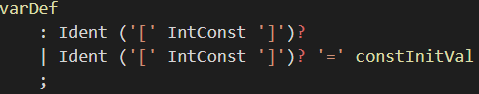 varDef
: Ident ('[' IntConst ']')?
| Ident ('[' IntConst ']')? '=' constInitVal
;